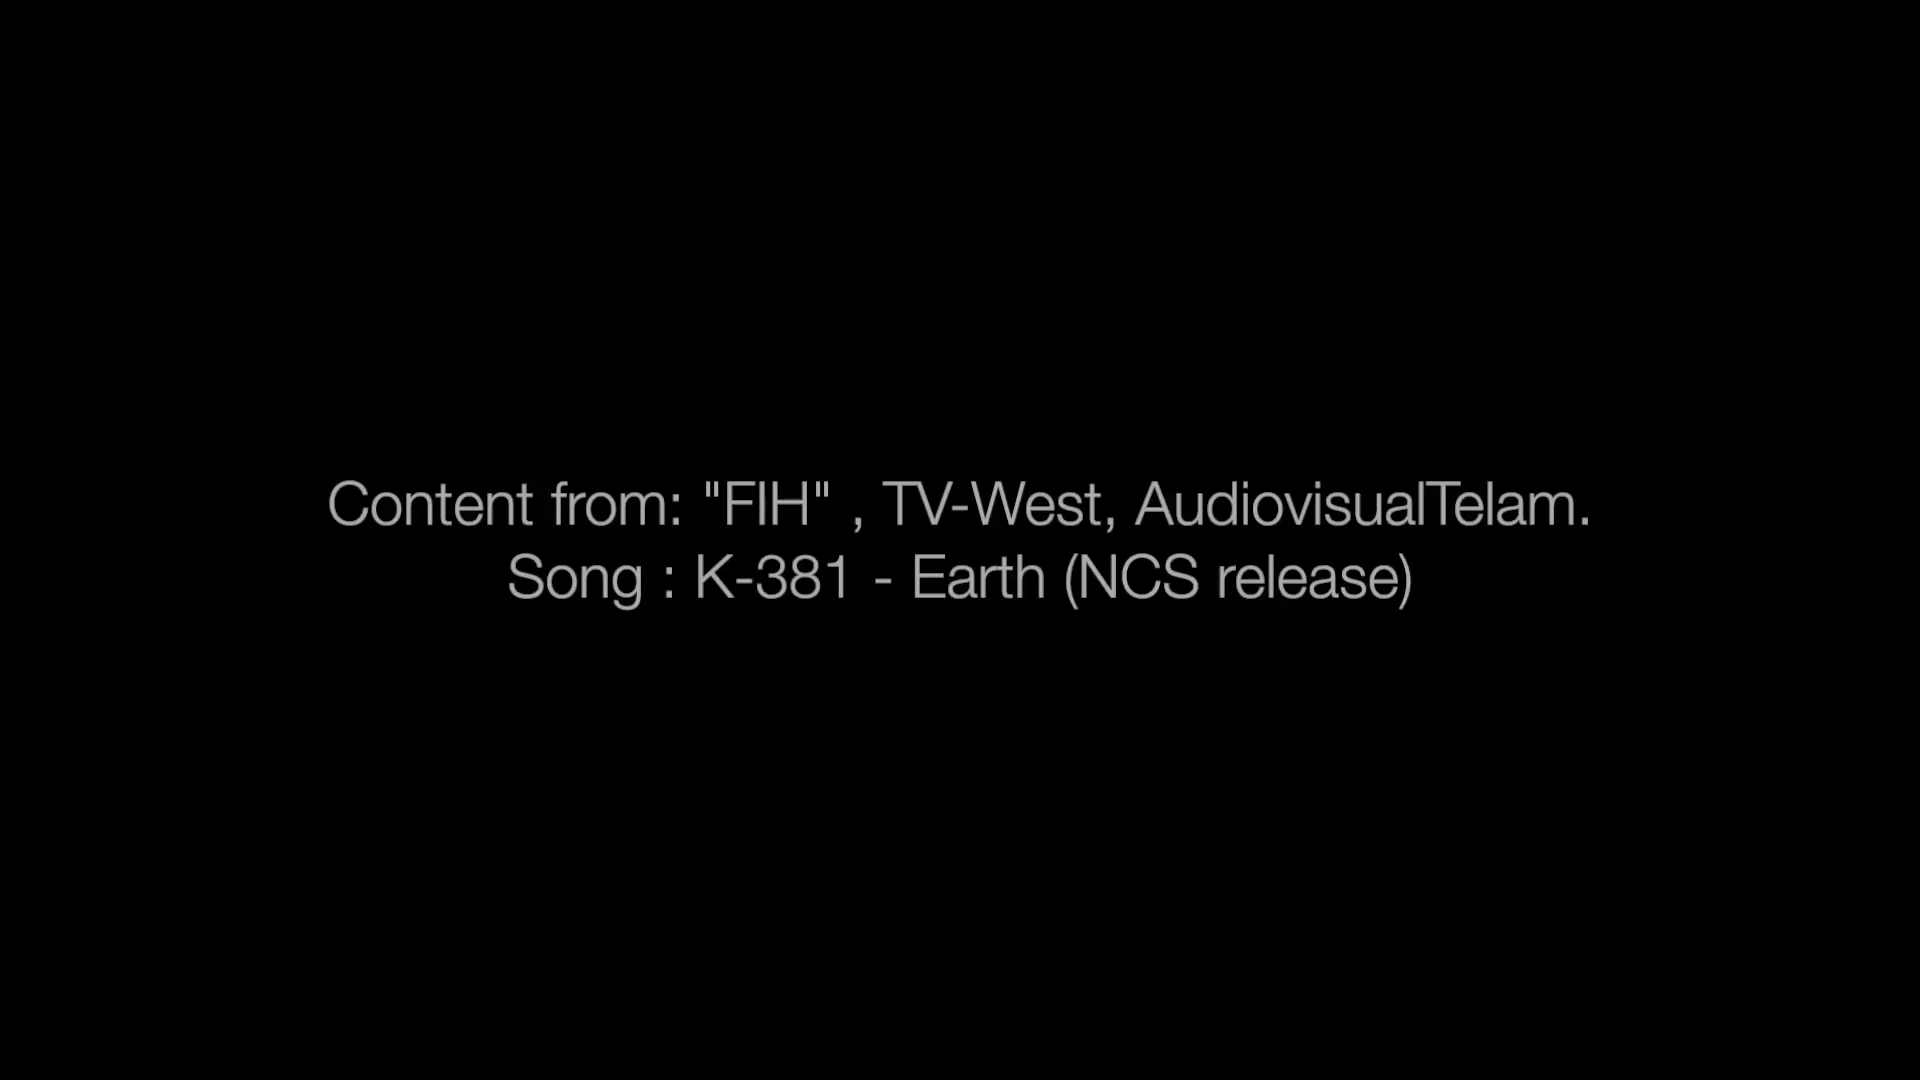 Content from: "FIH" , TV-West, AudiovisualTelam.
Song : K-381 - Earth (NCS release)